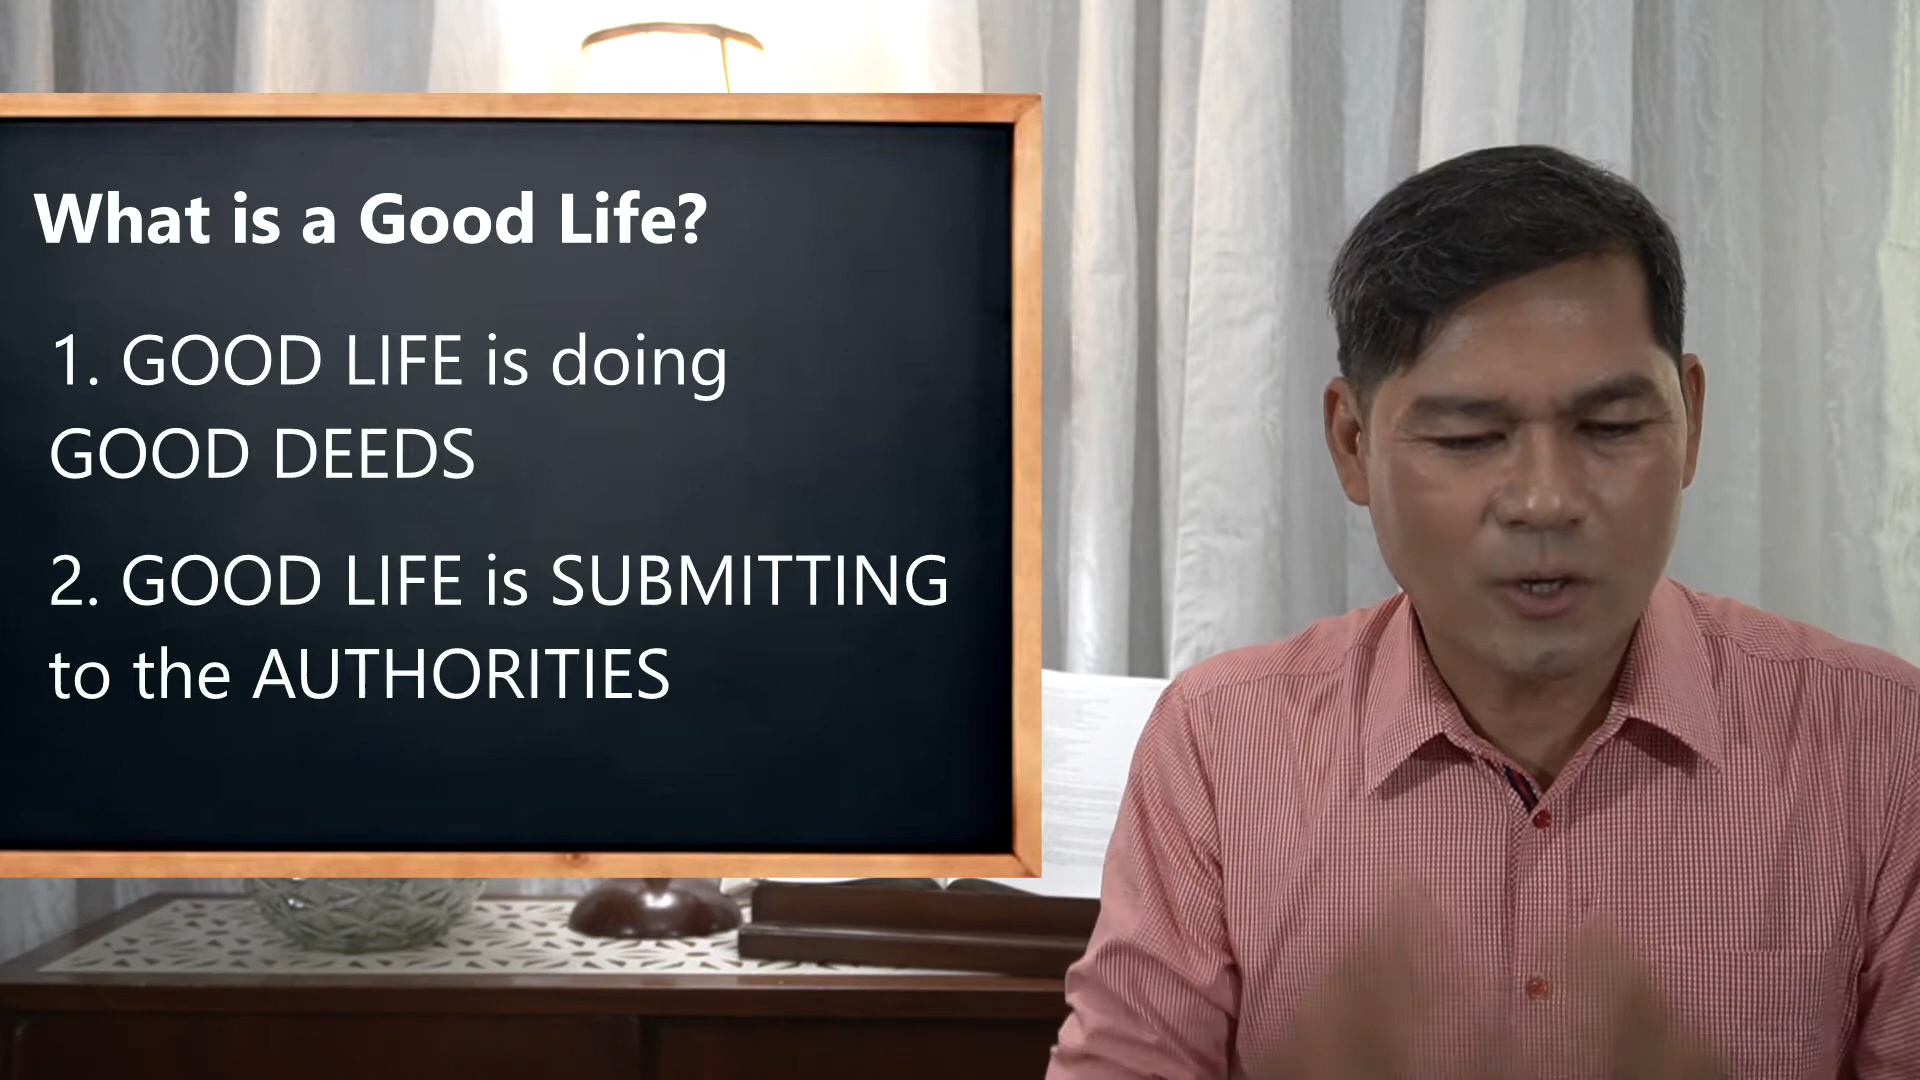 What is a Good Life?
1. GOOD LIFE is doing
GOOD DEEDS
2. GOOD LIFE is SUBMITTING
to the AUTHORITIES